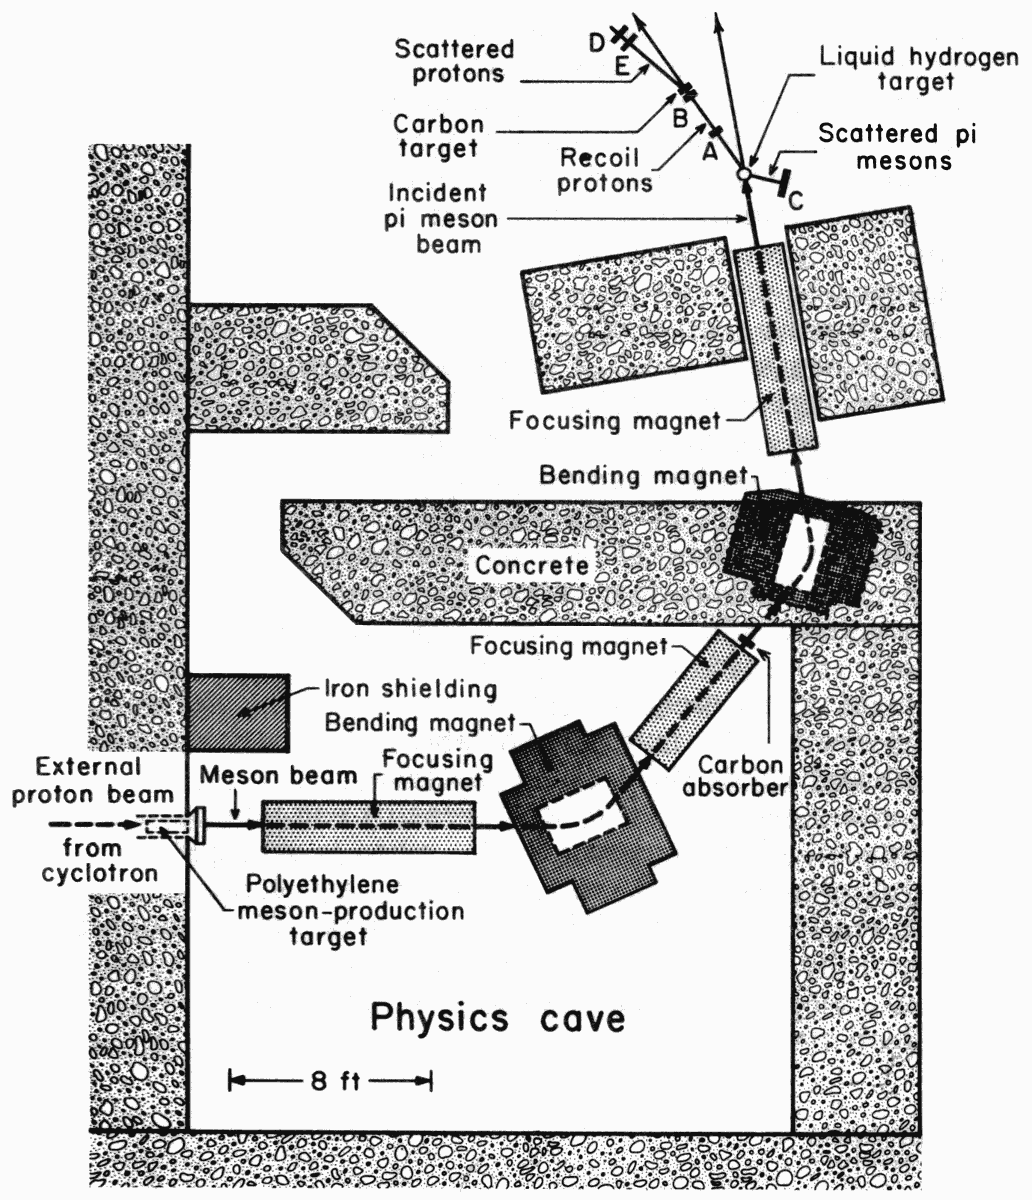 D
E
Scattered
protons
Liquid hydrogen
target
Carbon
target
B
A
Scattered pi
mesons
Recoil
protons
C
Incident
pi meson
beam
Focusing magnet
Bending magnet
Concrete
Focusing magnet
Iron shielding
Bending magnet
External
proton beam
Meson beam
Focusing
magnet
Carbon
absorber
from
cyclotron
Polyethylene
meson-production
target
Physics cave
8 ft